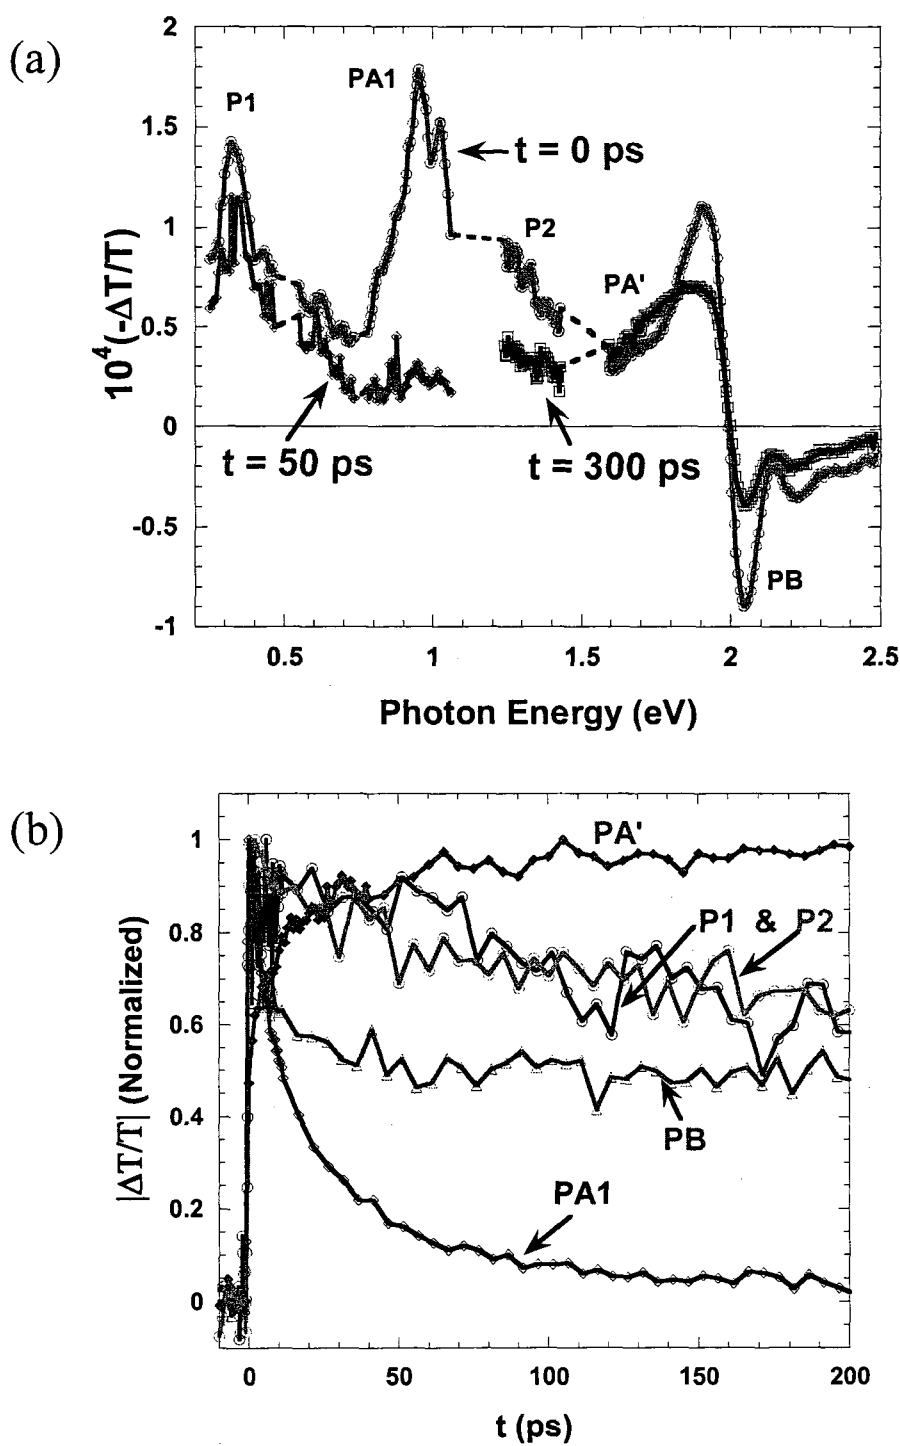 (a)
2
1.5
1
0.5
0
-0.5
-1
10⁴(-ΔT/T)
P1
PA1
t = 0 ps
P2
PA'
t = 50 ps
t = 300 ps
PB
0.5 1 1.5 2 2.5
Photon Energy (eV)
(b)
1
0.8
0.6
0.4
0.2
0
|ΔT/T| (Normalized)
PA'
P1 & P2
PB
PA1
0 50 100 150 200
t (ps)